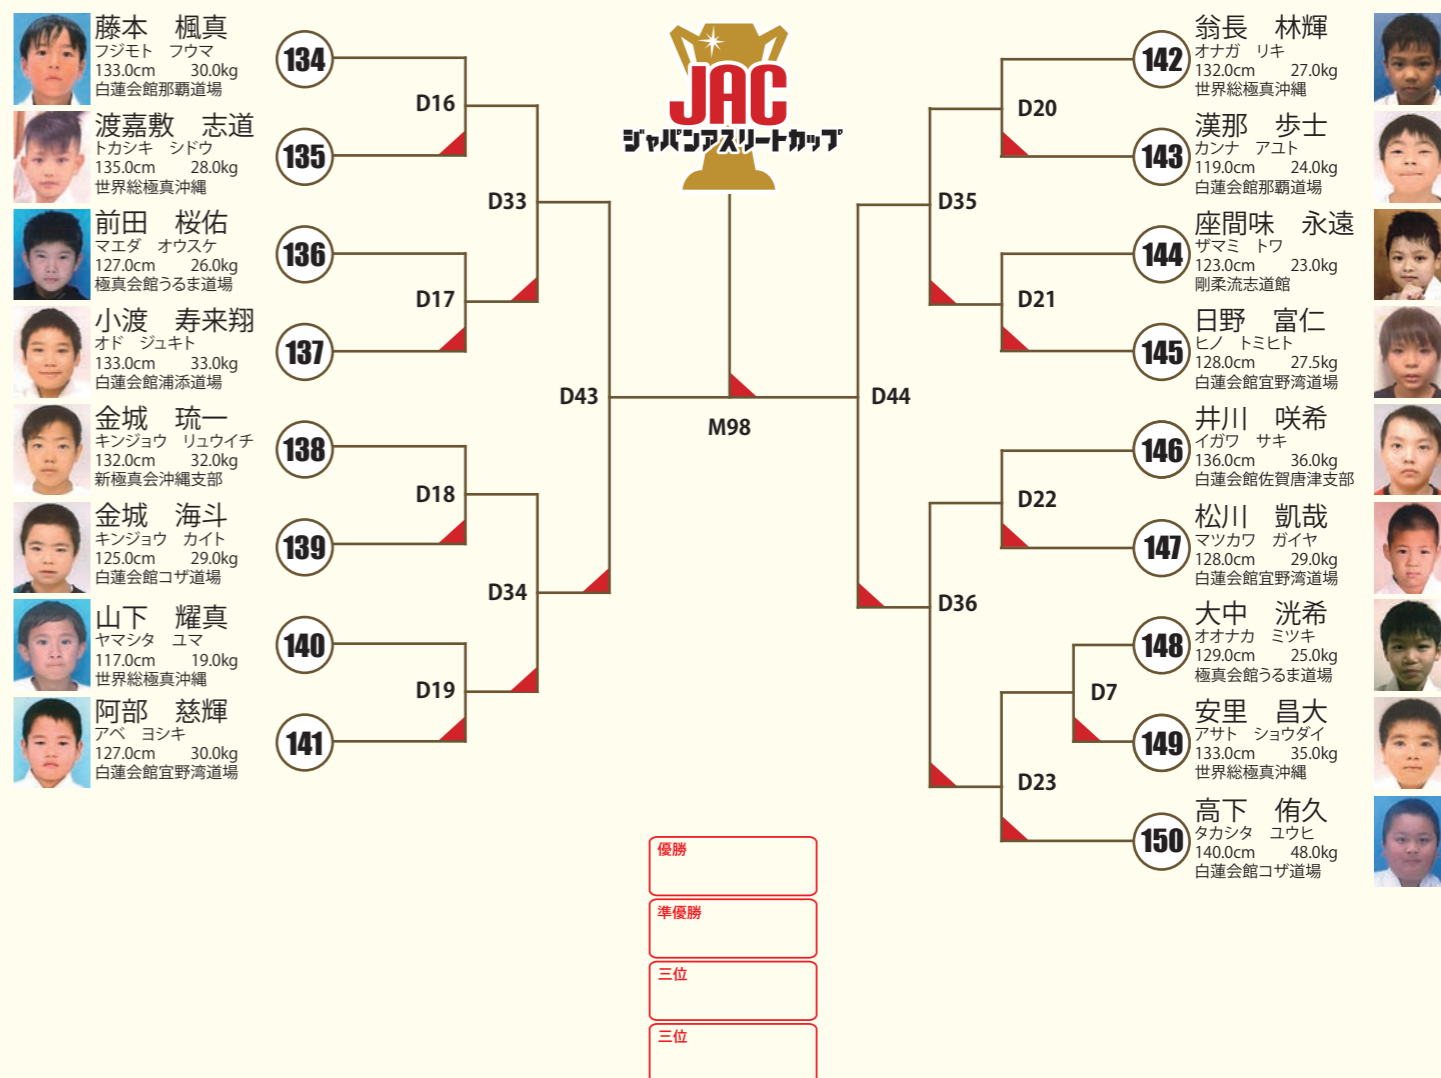 藤本 楓真
フジモト フウマ
133.0cm 30.0kg
白蓮会館那覇道場
134
渡嘉敷 志道
トカシキ シドウ
135.0cm 28.0kg
世界総極真沖縄
135
前田 桜佑
マエダ オウスケ
127.0cm 26.0kg
極真会館うるま道場
136
小渡 寿来翔
オド ジュキト
133.0cm 33.0kg
白蓮会館浦添道場
137
金城 琉一
キンジョウ リュウイチ
132.0cm 32.0kg
新極真会沖縄支部
138
金城 海斗
キンジョウ カイト
125.0cm 29.0kg
白蓮会館コザ道場
139
山下 耀真
ヤマシタ ユマ
117.0cm 19.0kg
世界総極真沖縄
140
阿部 慈輝
アベ ヨシキ
127.0cm 30.0kg
白蓮会館宜野湾道場
141
D16
D17
D18
D19
D33
D34
D43
JAC
ジャパンアスリートカップ
M98
D44
D35
D36
D20
D21
D22
D23
D7
142
翁長 林輝
オナガ リキ
132.0cm 27.0kg
世界総極真沖縄
143
漢那 歩士
カンナ アユト
119.0cm 24.0kg
白蓮会館那覇道場
144
座間味 永遠
ザマミ トワ
123.0cm 23.0kg
剛柔流志道館
145
日野 富仁
ヒノ トミヒト
128.0cm 27.5kg
白蓮会館宜野湾道場
146
井川 咲希
イガワ サキ
136.0cm 36.0kg
白蓮会館佐賀唐津支部
147
松川 凱哉
マツカワ ガイヤ
128.0cm 29.0kg
白蓮会館宜野湾道場
148
大中 洸希
オオナカ ミツキ
129.0cm 25.0kg
極真会館うるま道場
149
安里 昌大
アサト ショウダイ
133.0cm 35.0kg
世界総極真沖縄
150
高下 侑久
タカシタ ユウヒ
140.0cm 48.0kg
白蓮会館コザ道場
優勝
準優勝
三位
三位